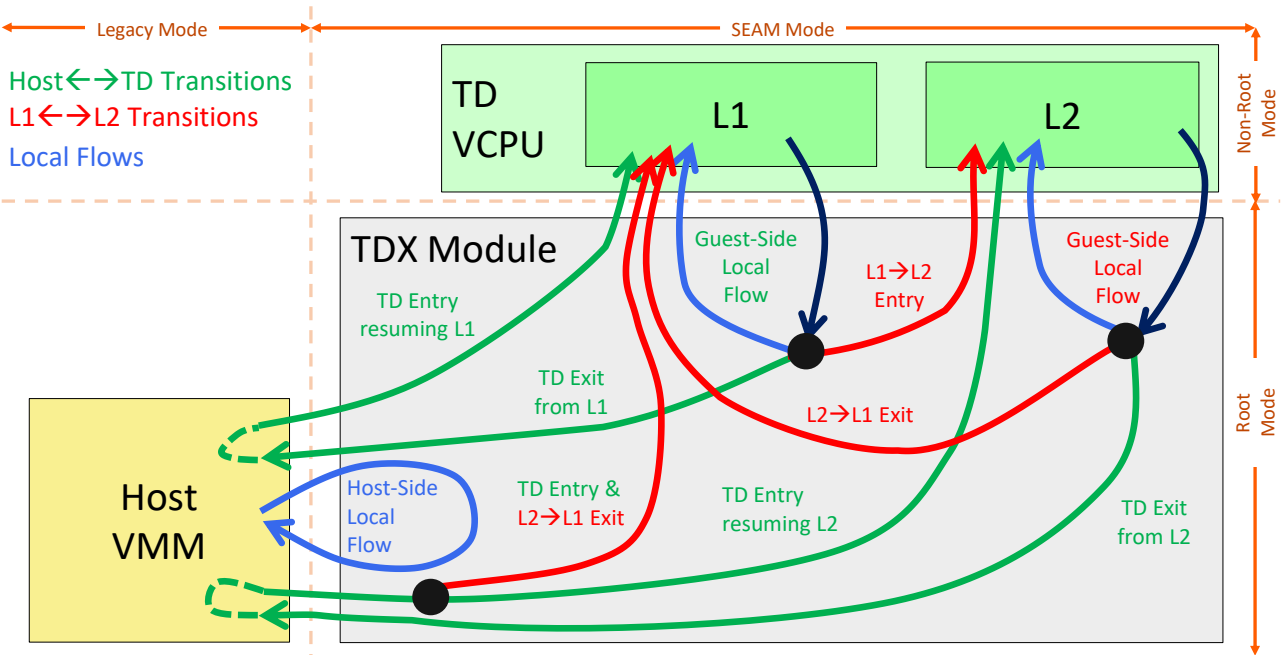 Legacy Mode
SEAM Mode
Host←→TD Transitions
L1←→L2 Transitions
Local Flows
TD
VCPU
L1
L2
Non-Root
Mode
TDX Module
Guest-Side
Local
Flow
L1→L2
Entry
Guest-Side
Local
Flow
TD Entry
resuming L1
TD Exit
from L1
L2→L1 Exit
Root
Mode
Host
VMM
Host-Side
Local
Flow
TD Entry &
L2→L1 Exit
TD Entry
resuming L2
TD Exit
from L2